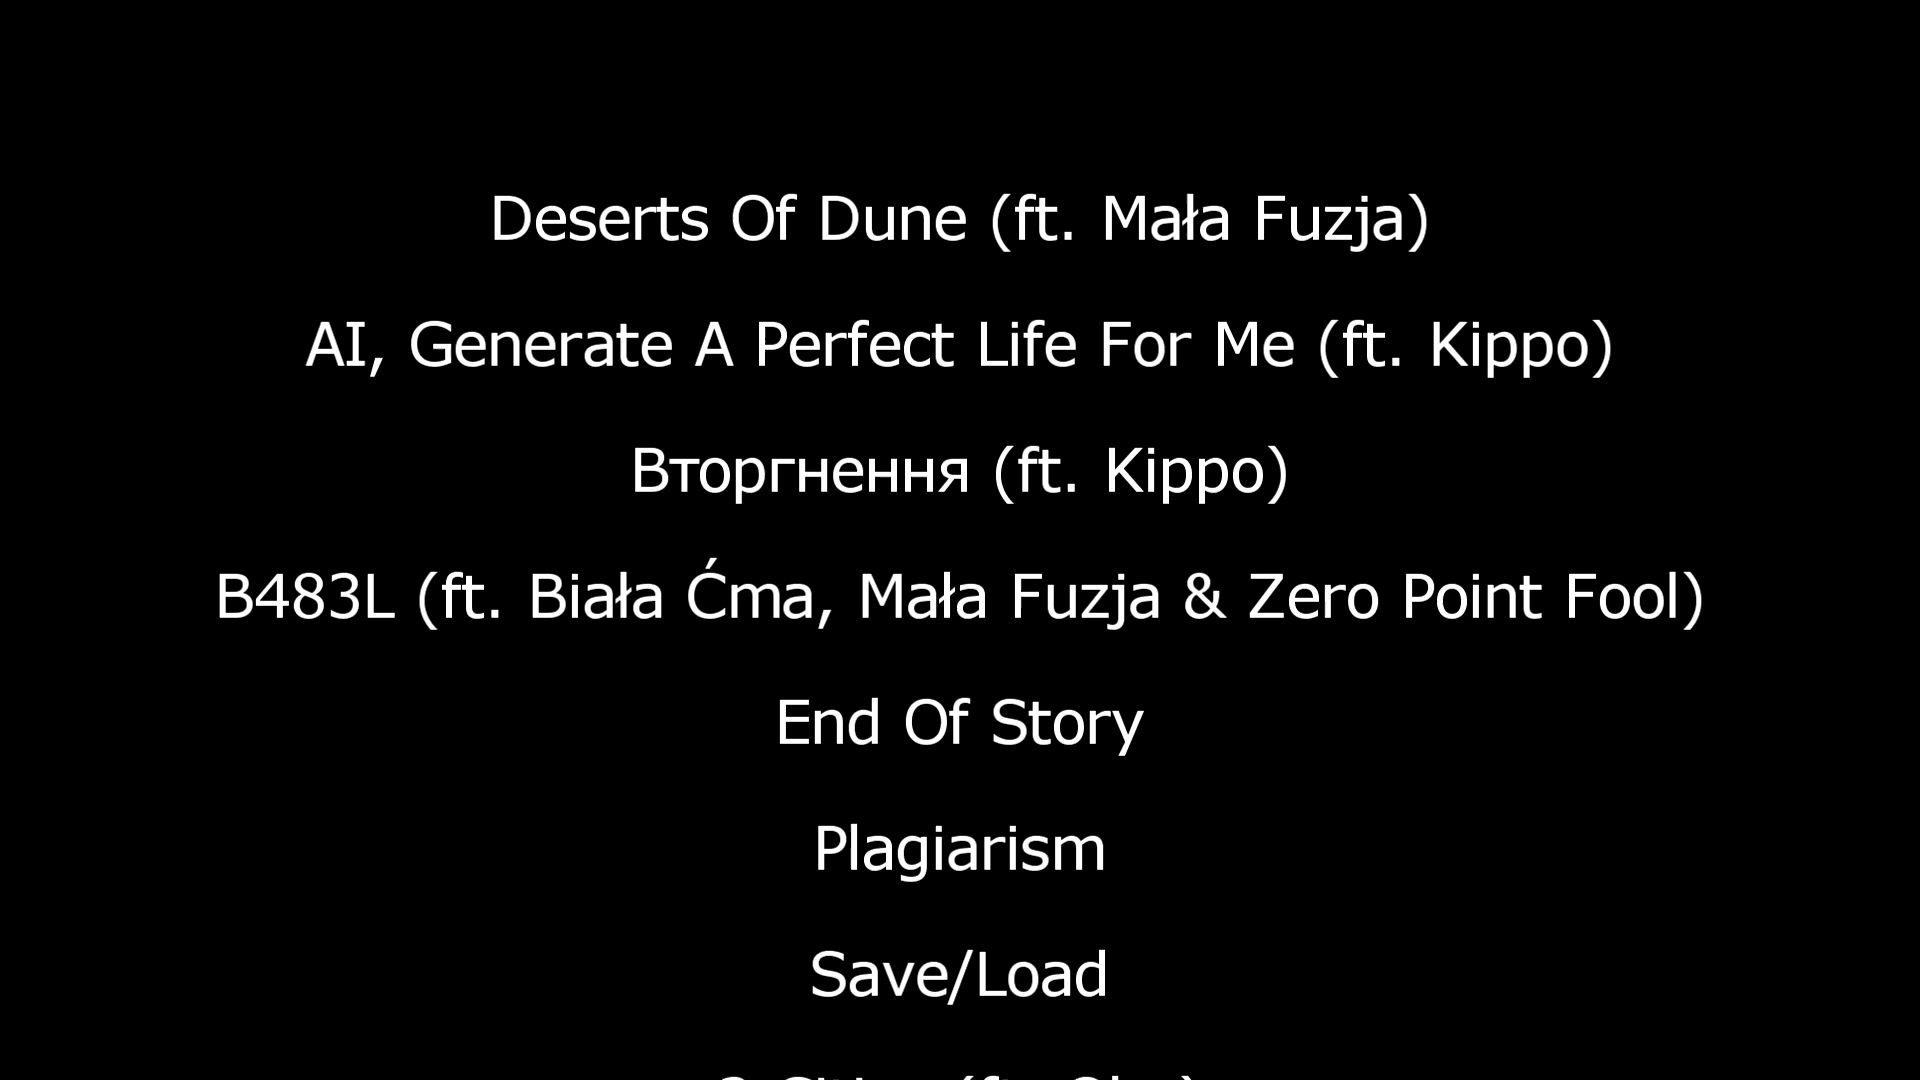 Deserts Of Dune (ft. Mała Fuzja)
AI, Generate A Perfect Life For Me (ft. Kippo)
Вторгнення (ft. Kippo)
B483L (ft. Biała Ćma, Mała Fuzja & Zero Point Fool)
End Of Story
Plagiarism
Save/Load